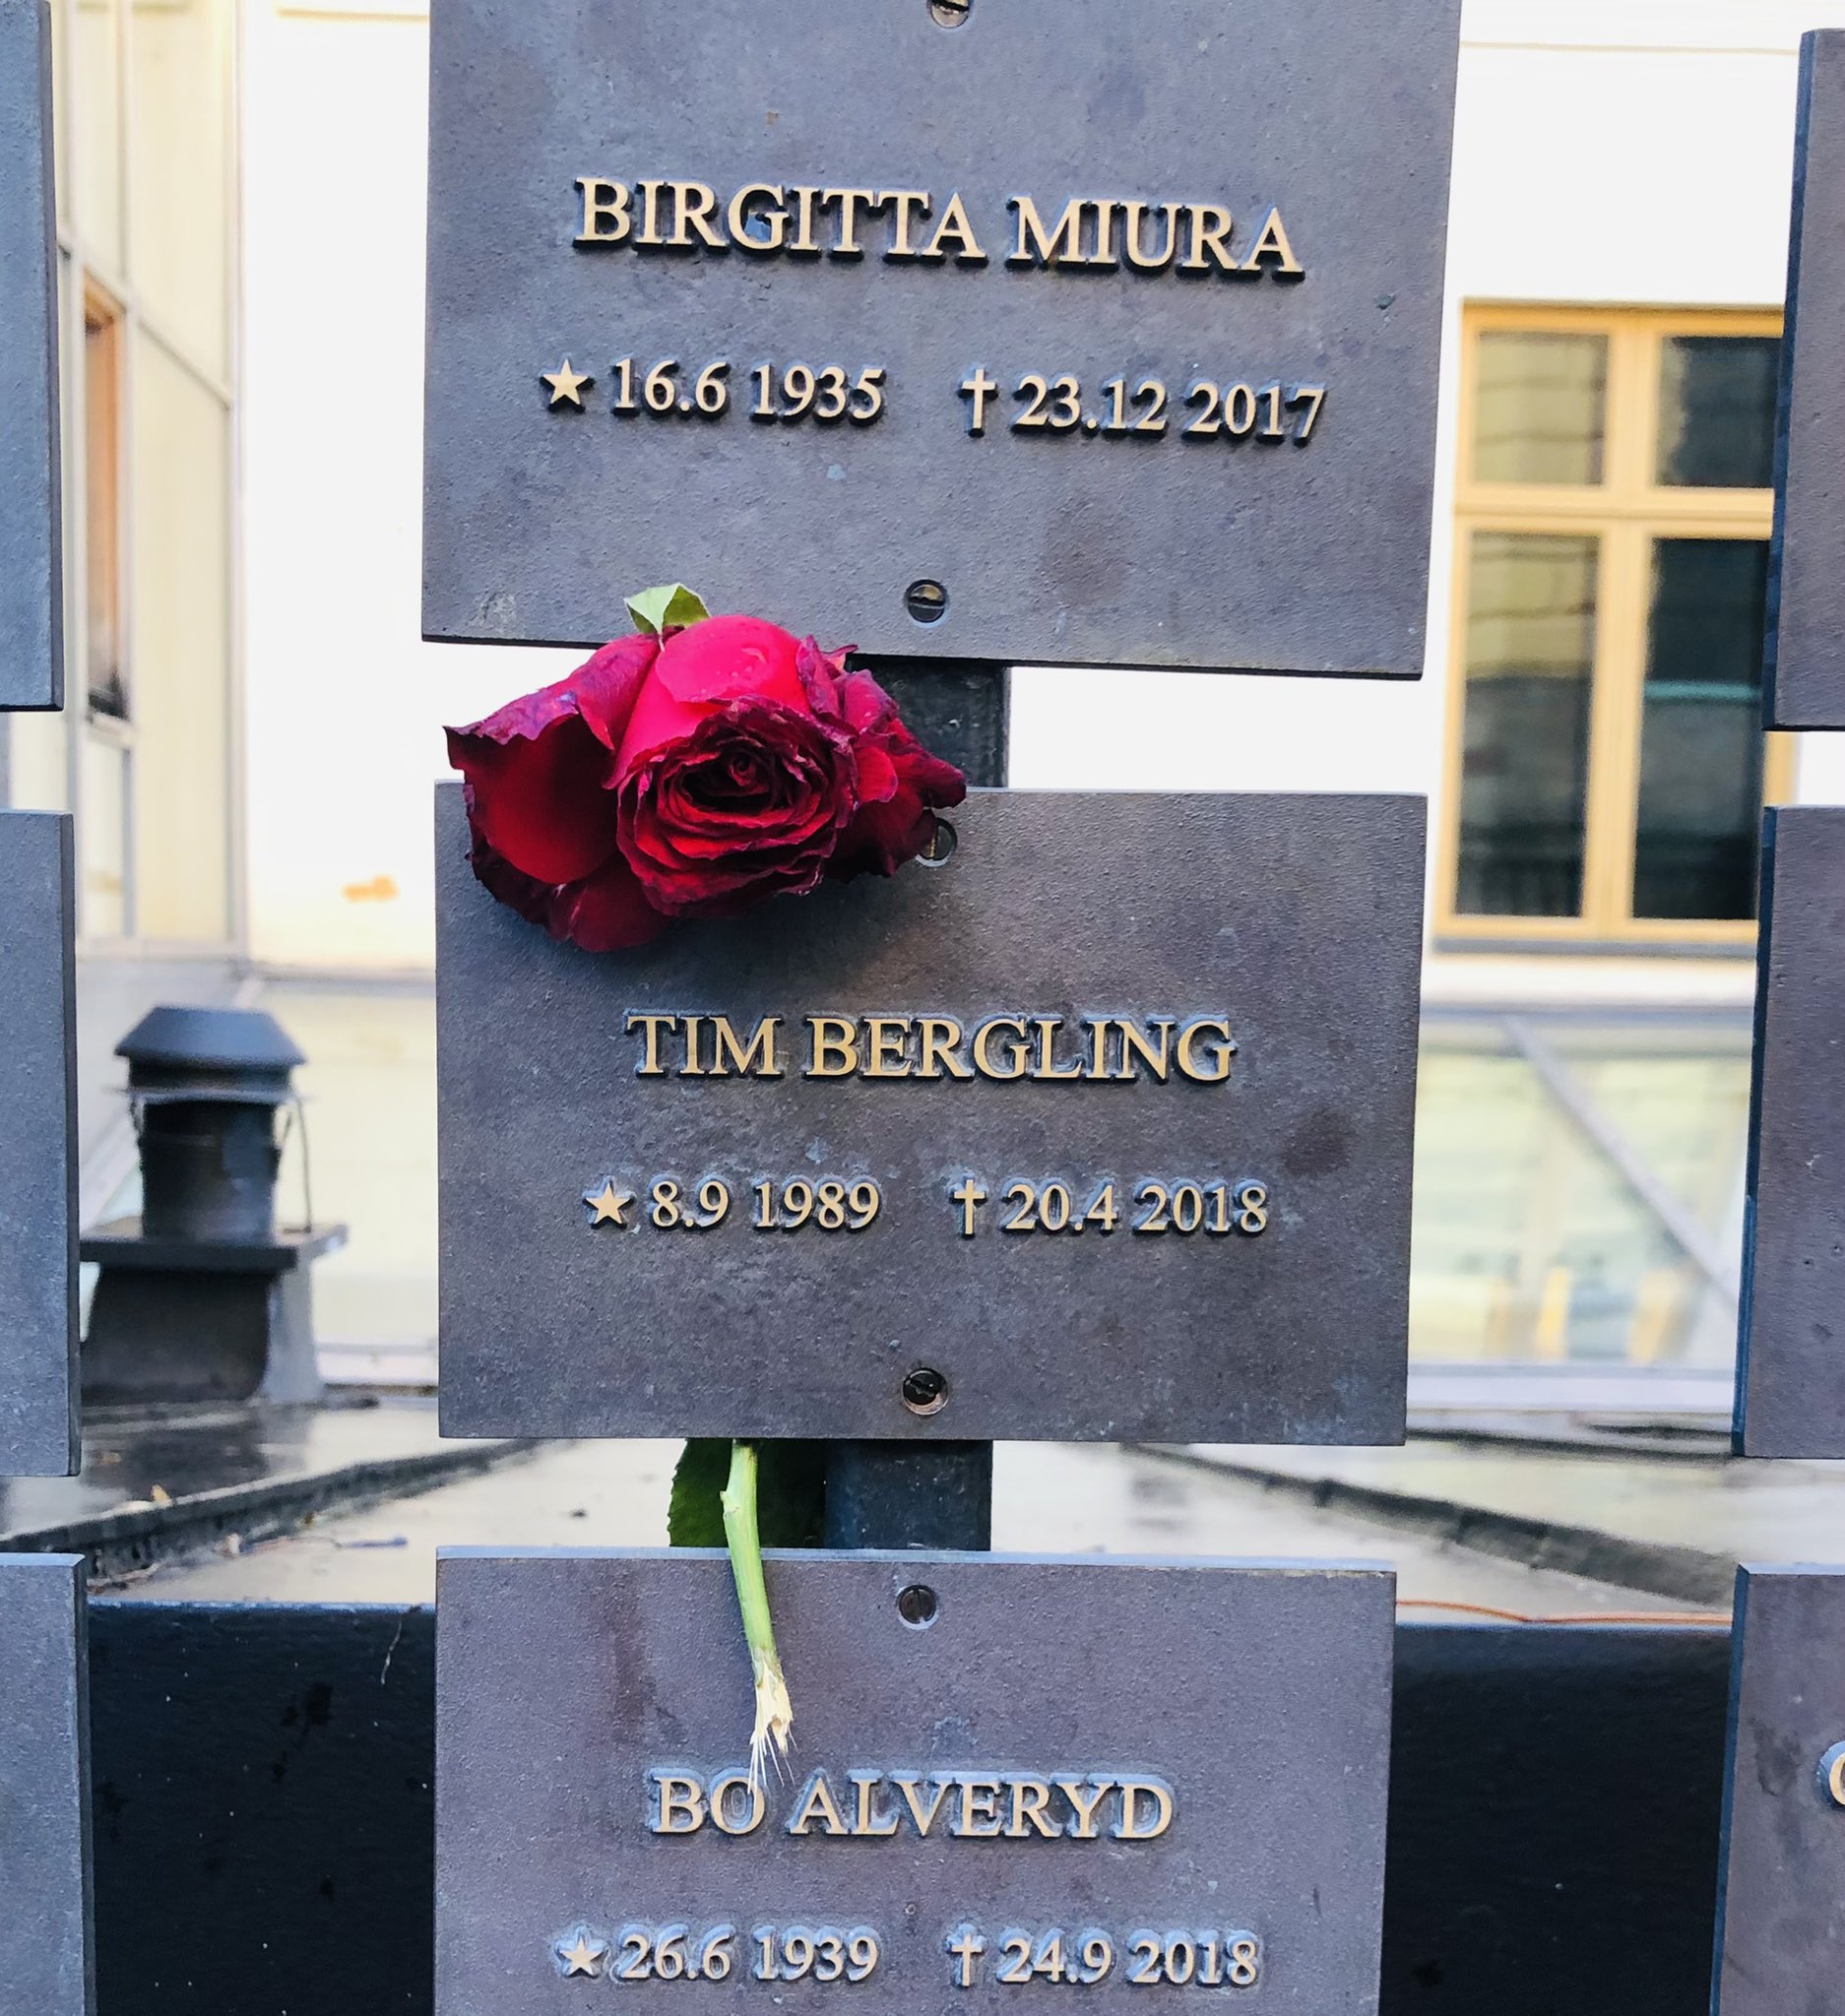 BIRGITTA MIURA
★ 16.6 1935 † 23.12 2017
TIM BERGLING
★ 8.9 1989 † 20.4 2018
BO ALVERYD
★ 26.6 1939 † 24.9 2018